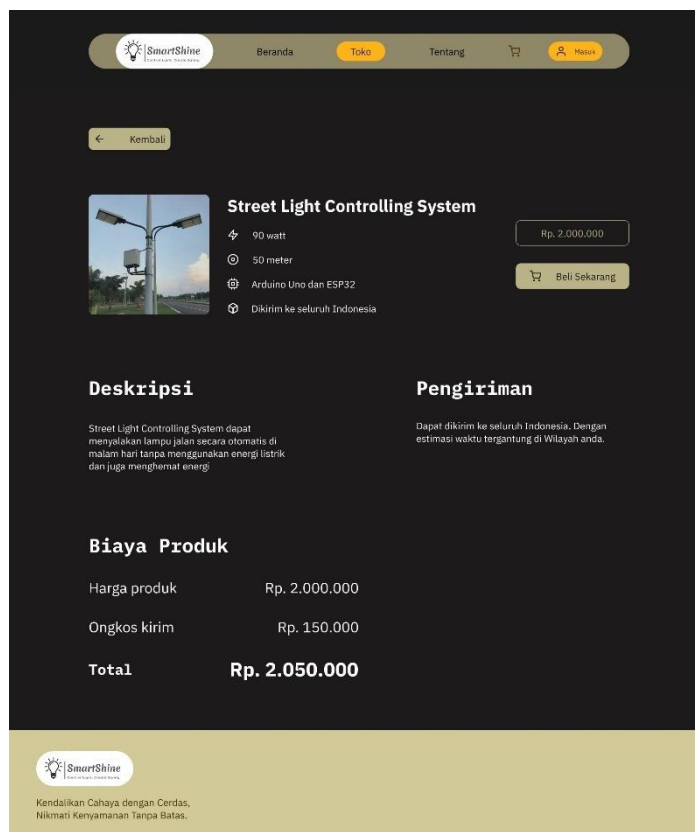 SmartShine
Beranda
Toko
Tentang
Masuk
Kembali
Street Light Controlling System
90 watt
50 meter
Arduino Uno dan ESP32
Dikirim ke seluruh Indonesia
Rp. 2.000.000
Beli Sekarang
Deskripsi
Street Light Controlling System dapat
menyalakan lampu jalan secara otomatis di
malam hari tanpa menggunakan energi listrik
dan juga menghemat energi
Pengiriman
Dapat dikirim ke seluruh Indonesia. Dengan
estimasi waktu tergantung di Wilayah anda.
Biaya Produk
Harga produk Rp. 2.000.000
Ongkos kirim Rp. 150.000
Total Rp. 2.050.000
SmartShine
Kendalikan Cahaya dengan Cerdas,
Nikmati Kenyamanan Tanpa Batas.